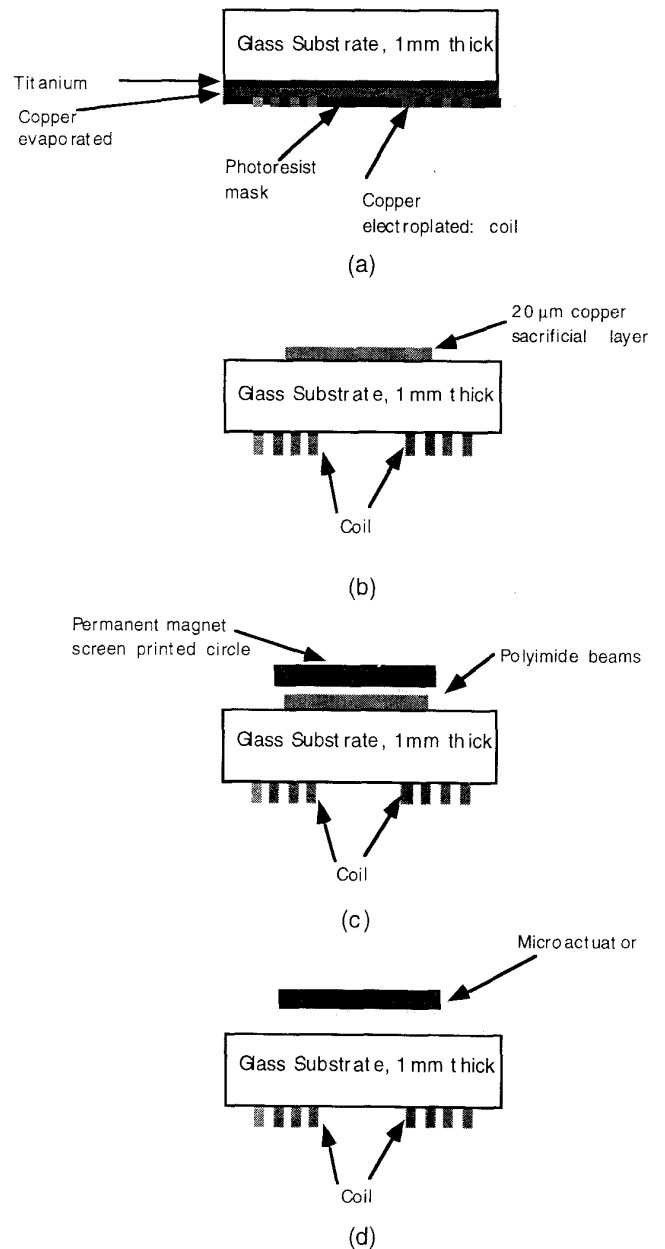 Glass Substrate, 1mm thick
Titanium
Copper
evaporated
Photoresist
mask
Copper
electroplated: coil
(a)
20 µm copper
sacrificial layer
Glass Substrate, 1mm thick
Coil
(b)
Permanent magnet
screen printed circle
Polyimide beams
Glass Substrate, 1mm thick
Coil
(c)
Microactuator
Glass Substrate, 1mm thick
Coil
(d)